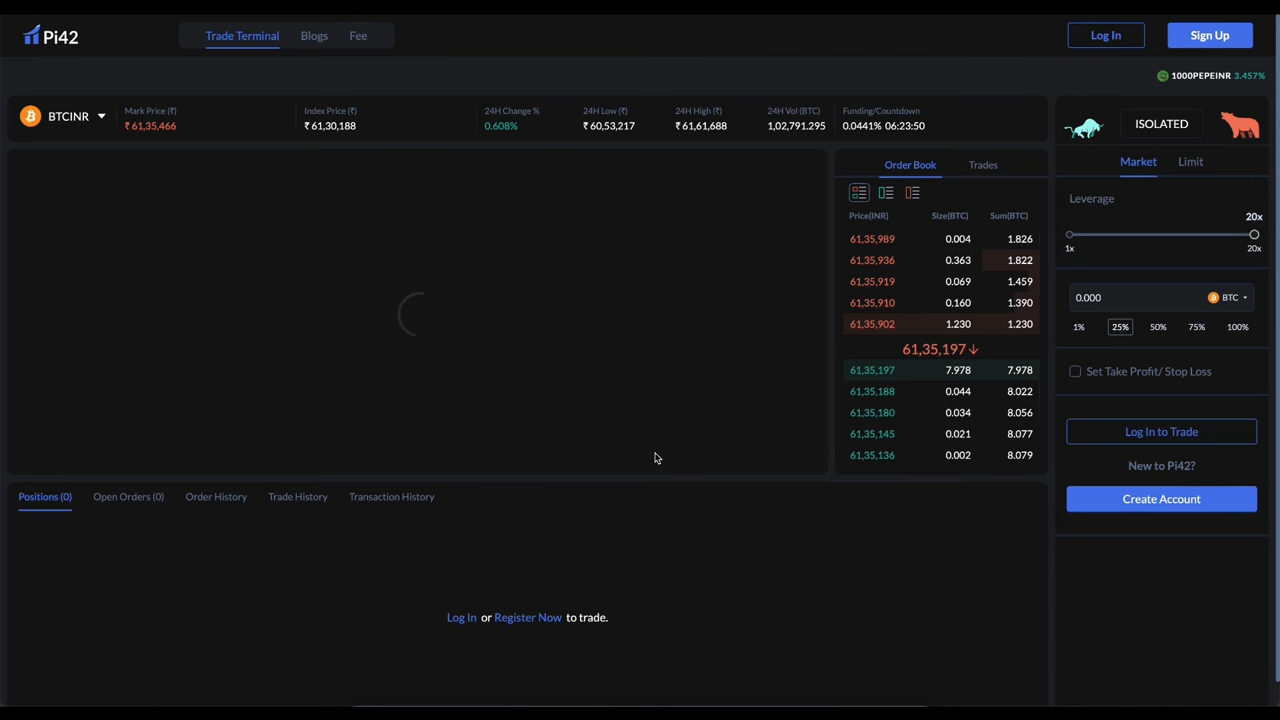 Pi42
Trade Terminal Blogs Fee
Log In Sign Up
1000PEPEINR 3.457%
BTCINR
Mark Price (₹) Index Price (₹) 24H Change % 24H Low (₹) 24H High (₹) 24H Vol (BTC) Funding/Countdown
₹ 61,35,466 ₹ 61,30,188 0.608% ₹ 60,53,217 ₹ 61,61,688 1,02,791.295 0.0441% 06:23:50
ISOLATED
Order Book Trades
Market Limit
Price(INR) Size(BTC) Sum(BTC)
61,35,989 0.004 1.826
61,35,936 0.363 1.822
61,35,919 0.069 1.459
61,35,910 0.160 1.390
61,35,902 1.230 1.230
61,35,197↓
61,35,197 7.978 7.978
61,35,188 0.044 8.022
61,35,180 0.034 8.056
61,35,145 0.021 8.077
61,35,136 0.002 8.079
Leverage
20x
1x 20x
0.000 BTC
1% 25% 50% 75% 100%
Set Take Profit/ Stop Loss
Log In to Trade
New to Pi42?
Create Account
Positions (0) Open Orders (0) Order History Trade History Transaction History
Log In or Register Now to trade.